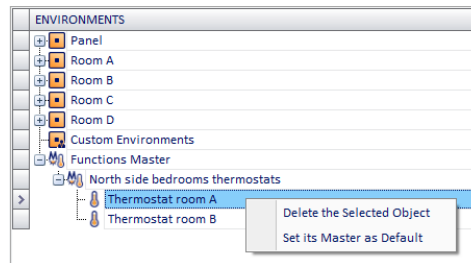 ENVIRONMENTS
Panel
Room A
Room B
Room C
Room D
Custom Environments
Functions Master
North side bedrooms thermostats
Thermostat room A
Thermostat room B
Delete the Selected Object
Set its Master as Default